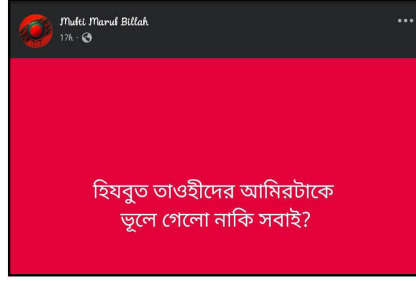 Mufti Maruf Billah
17h ·
হিযবুত তাওহীদের আমিরটাকে
ভূলে গেলো নাকি সবাই?